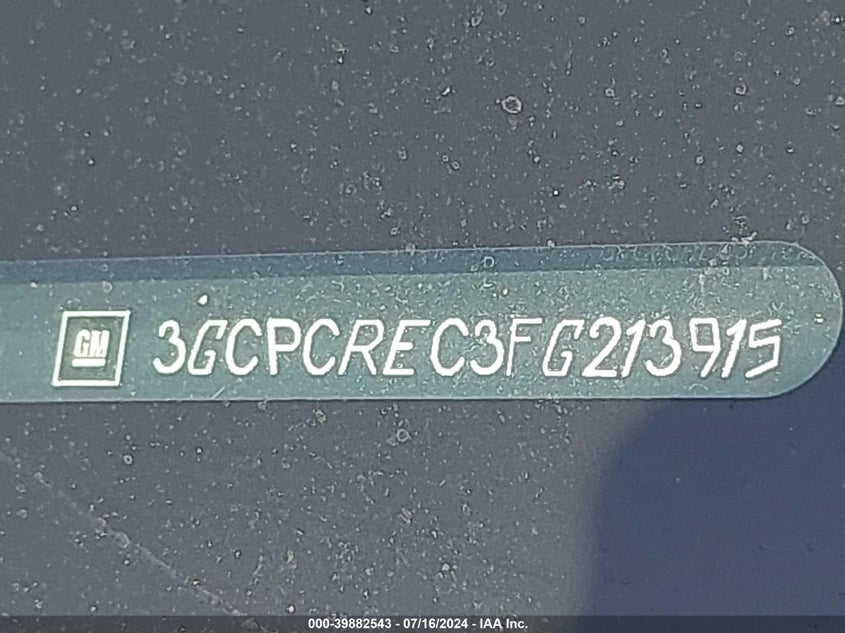 GM 3GCPCREC3FG213915
000-39882543 - 07/16/2024 - IAA Inc.